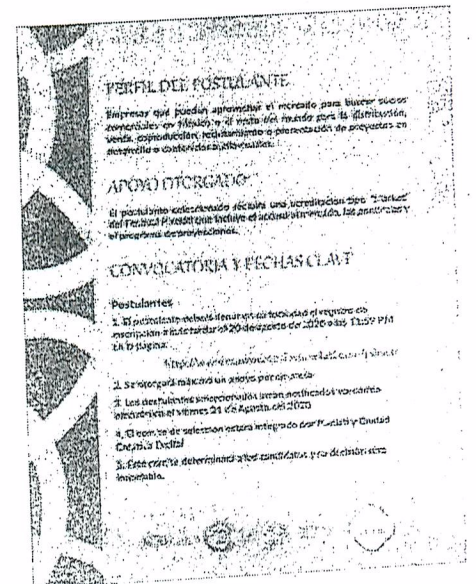 PERFIL DEL POSTULANTE
Empresas que puedan aprovechar el mercado para buscar socios
comerciales en México o el resto del mundo para la distribución,
venta, coproducción, reclutamiento o presentación de proyectos en
desarrollo o contenidos audiovisuales.
APOYO OTORGADO
El postulante seleccionado recibirá una acreditación tipo
del Festival Pixelatl que incluye el acceso al mercado, las ponencias y
el programa de proyecciones.
CONVOCATORIA Y FECHAS CLAVE
Postulantes
1. El postulante deberá llenar en su totalidad el registro de
inscripción a más tardar el 20 de agosto de 2020 a las 11:59 PM
en la página:
2. Se otorgará máximo un apoyo por empresa
3. Los postulantes seleccionados serán notificados vía correo
electrónico el viernes 21 de Agosto del 2020
4. El comité de selección estará integrado por Pixelatl y Ciudad
Creativa Digital
5. Este comité determinará a los candidatos y su decisión será
inapelable.